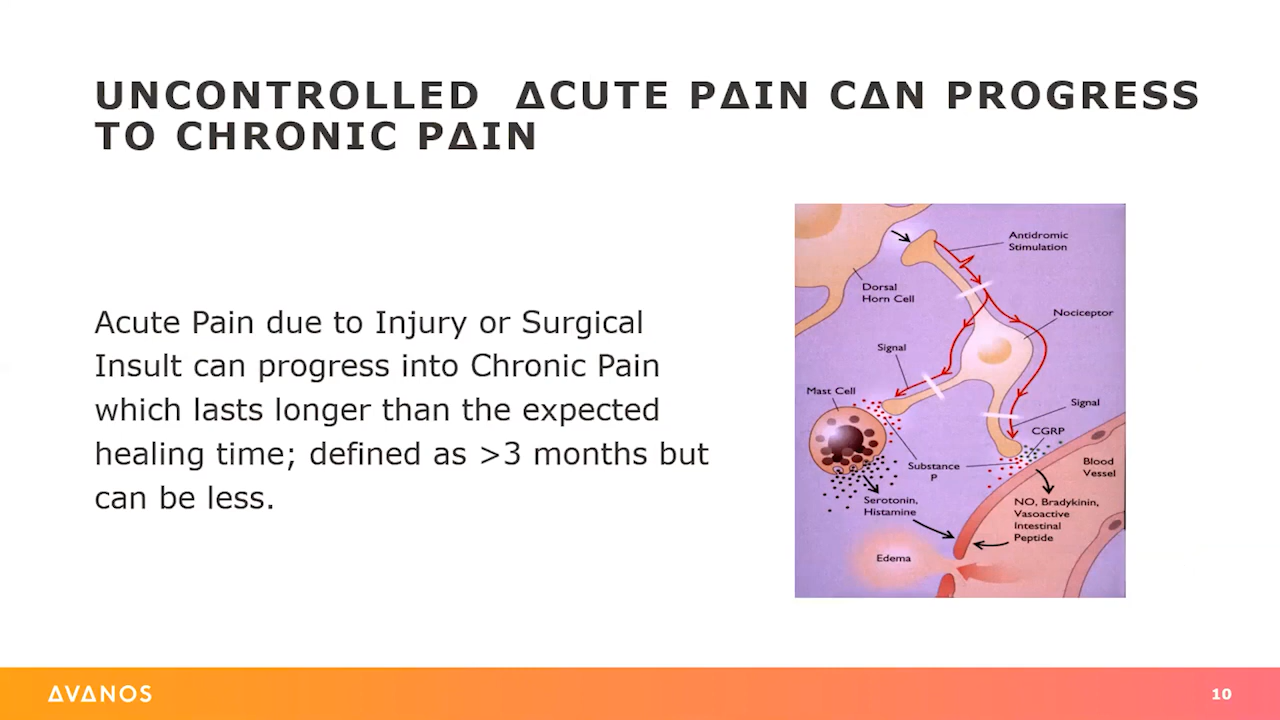 UNCONTROLLED ΔCUTE PΔIN CΔN PROGRESS
TO CHRONIC PΔIN
Acute Pain due to Injury or Surgical
Insult can progress into Chronic Pain
which lasts longer than the expected
healing time; defined as >3 months but
can be less.
Antidromic
Stimulation
Dorsal
Horn Cell
Nociceptor
Signal
Mast Cell
Signal
CGRP
Substance
P
Blood
Vessel
Serotonin,
Histamine
NO, Bradykinin,
Vasoactive
Intestinal
Peptide
Edema
ΔVΔNOS
10